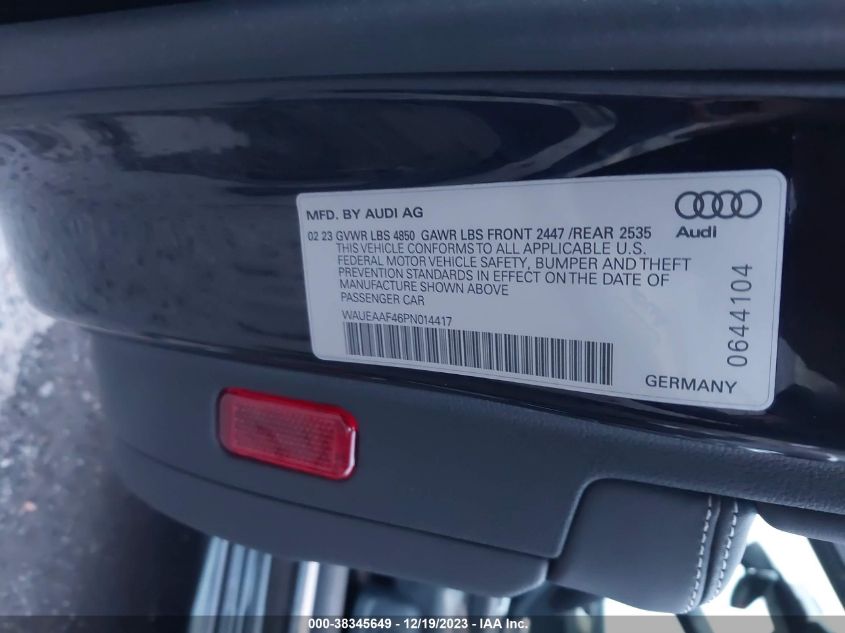 MFD. BY AUDI AG
Audi
02 23 GVWR LBS 4850 GAWR LBS FRONT 2447 /REAR 2535
THIS VEHICLE CONFORMS TO ALL APPLICABLE U.S.
FEDERAL MOTOR VEHICLE SAFETY, BUMPER AND THEFT
PREVENTION STANDARDS IN EFFECT ON THE DATE OF
MANUFACTURE SHOWN ABOVE
PASSENGER CAR
WAUEAAF46PN014417
0644104
GERMANY
000-38345649 - 12/19/2023 - IAAI Inc.